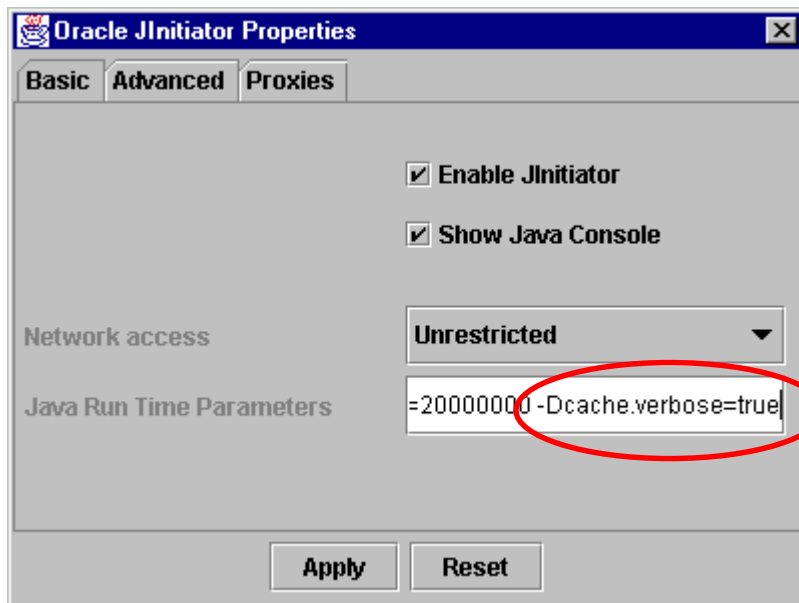 Oracle JInitiator Properties
Basic Advanced Proxies
Enable JInitiator
Show Java Console
Network access Unrestricted
Java Run Time Parameters =20000000 -Dcache.verbose=true
Apply Reset